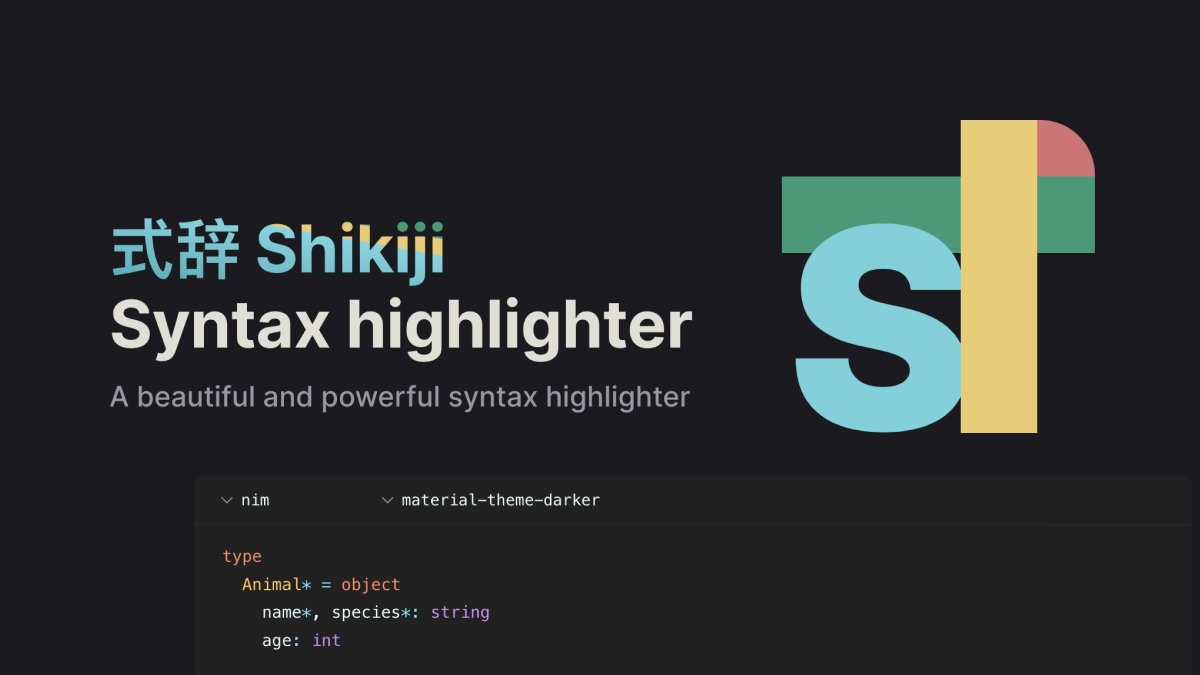 式辞 Shikiji
Syntax highlighter
A beautiful and powerful syntax highlighter
nim
material-theme-darker
type
Animal* = object
name*, species*: string
age: int